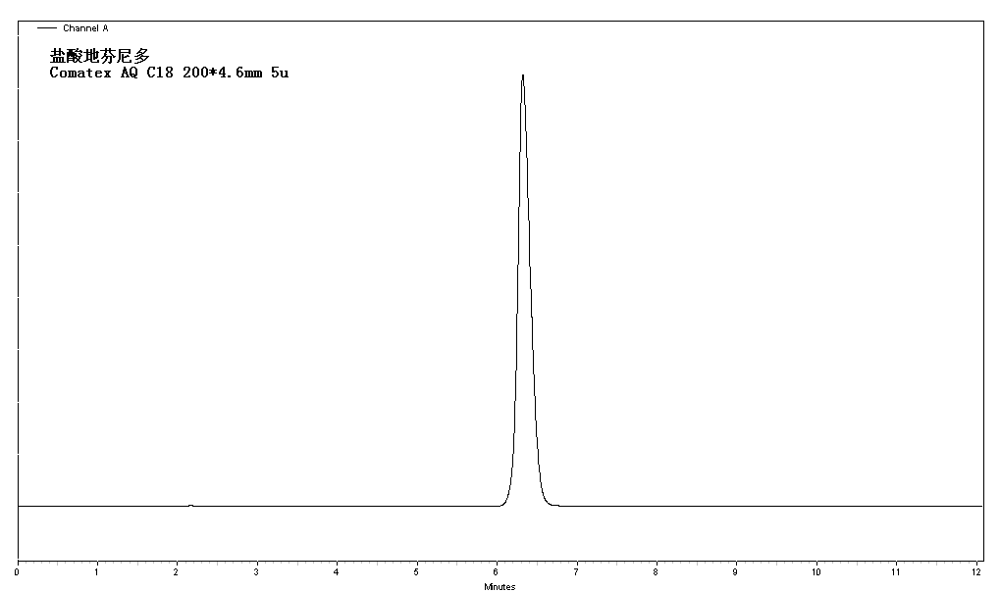 Channel A
盐酸地芬尼多
Comatex AQ C18 200*4.6mm 5u
0 1 2 3 4 5 6 7 8 9 10 11 12
Minutes